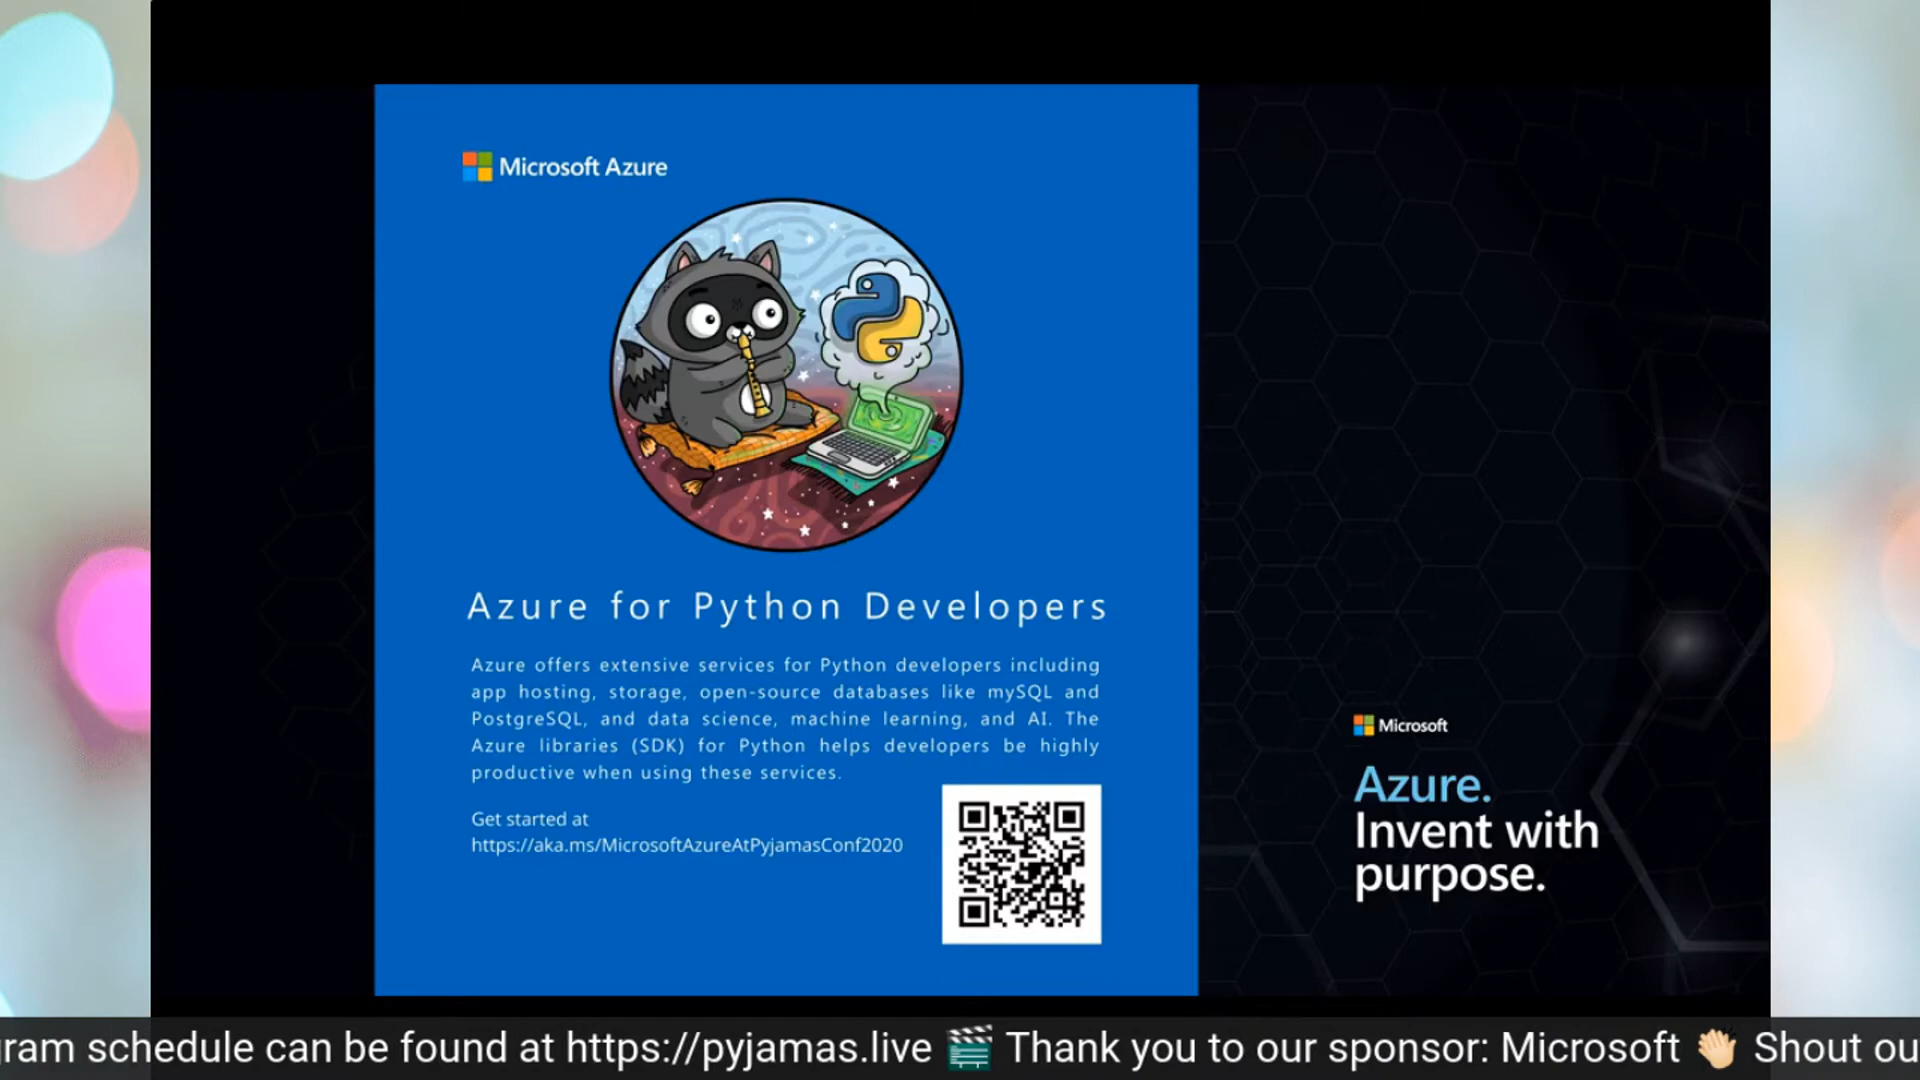 Microsoft Azure
Azure for Python Developers
Azure offers extensive services for Python developers including
app hosting, storage, open-source databases like mySQL and
PostgreSQL, and data science, machine learning, and AI. The
Azure libraries (SDK) for Python helps developers be highly
productive when using these services.
Get started at
https://aka.ms/MicrosoftAzureAtPyjamasConf2020
Microsoft
Azure.
Invent with
purpose.
gram schedule can be found at https://pyjamas.live 🎬 Thank you to our sponsor: Microsoft 👏🏻 Shout ou